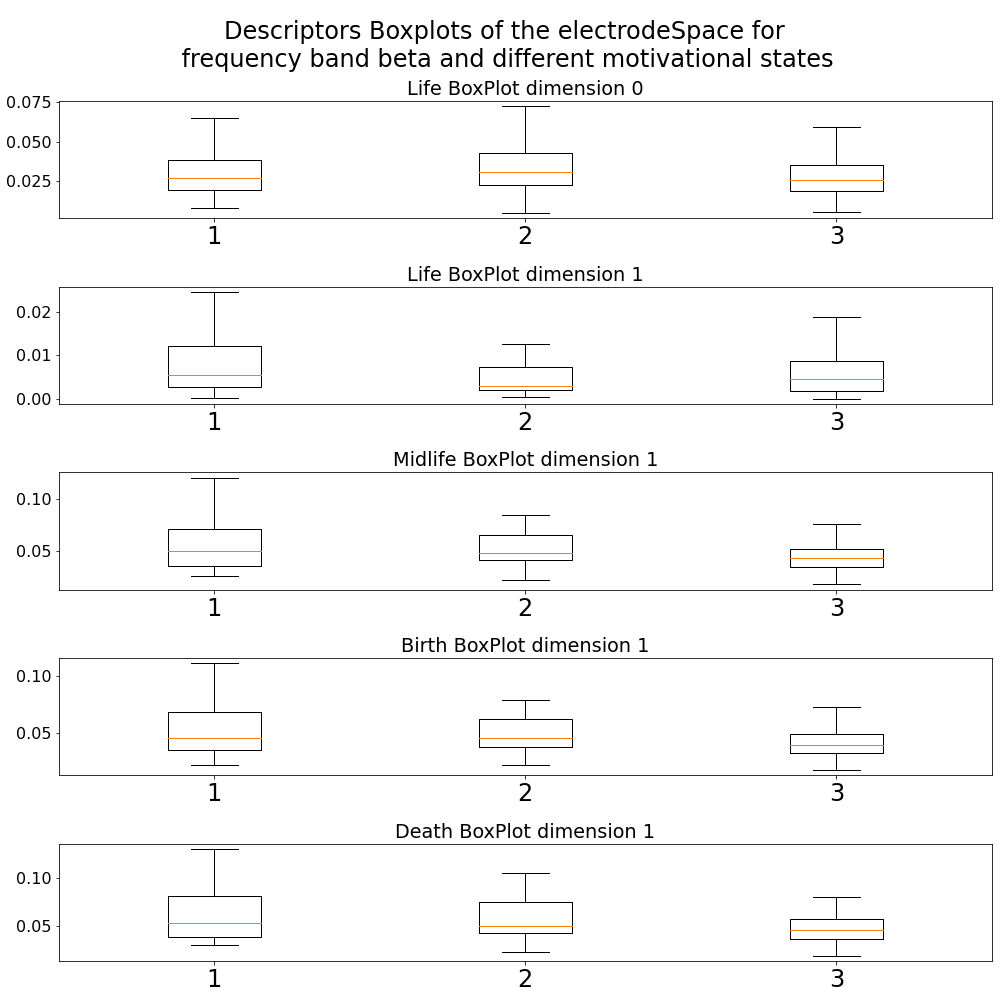 Descriptors Boxplots of the electrodeSpace for
frequency band beta and different motivational states
Life BoxPlot dimension 0
0.075
0.050
0.025
1 2 3
Life BoxPlot dimension 1
0.02
0.01
0.00
1 2 3
Midlife BoxPlot dimension 1
0.10
0.05
1 2 3
Birth BoxPlot dimension 1
0.10
0.05
1 2 3
Death BoxPlot dimension 1
0.10
0.05
1 2 3